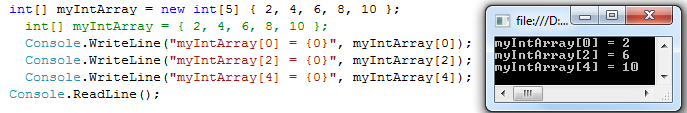 int[] myIntArray = new int[5] { 2, 4, 6, 8, 10 };
int[] myIntArray = { 2, 4, 6, 8, 10 };
Console.WriteLine("myIntArray[0] = {0}", myIntArray[0]);
Console.WriteLine("myIntArray[2] = {0}", myIntArray[2]);
Console.WriteLine("myIntArray[4] = {0}", myIntArray[4]);
Console.ReadLine();
file:///D:...
myIntArray[0] = 2
myIntArray[2] = 6
myIntArray[4] = 10